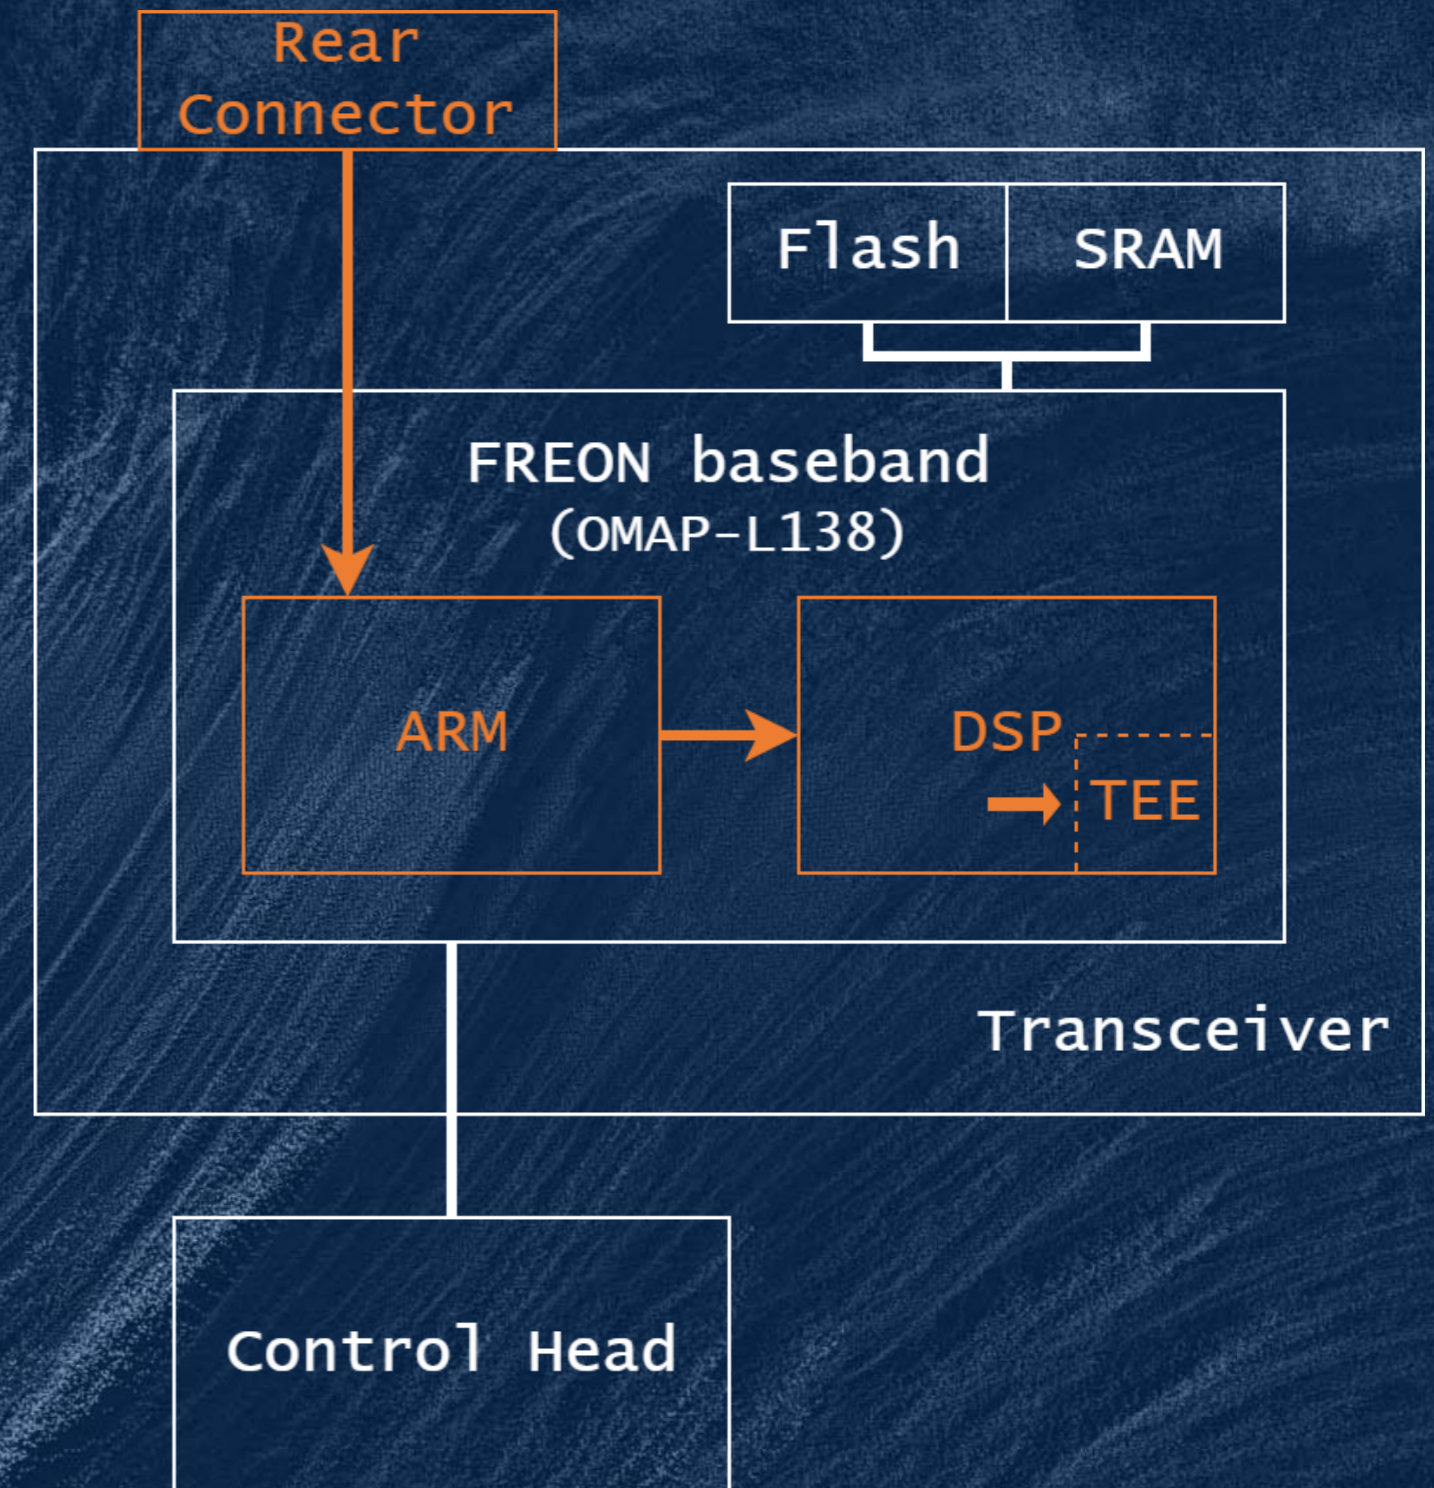 Rear
Connector
Flash
SRAM
FREON baseband
(OMAP-L138)
ARM
DSP
TEE
Transceiver
Control Head